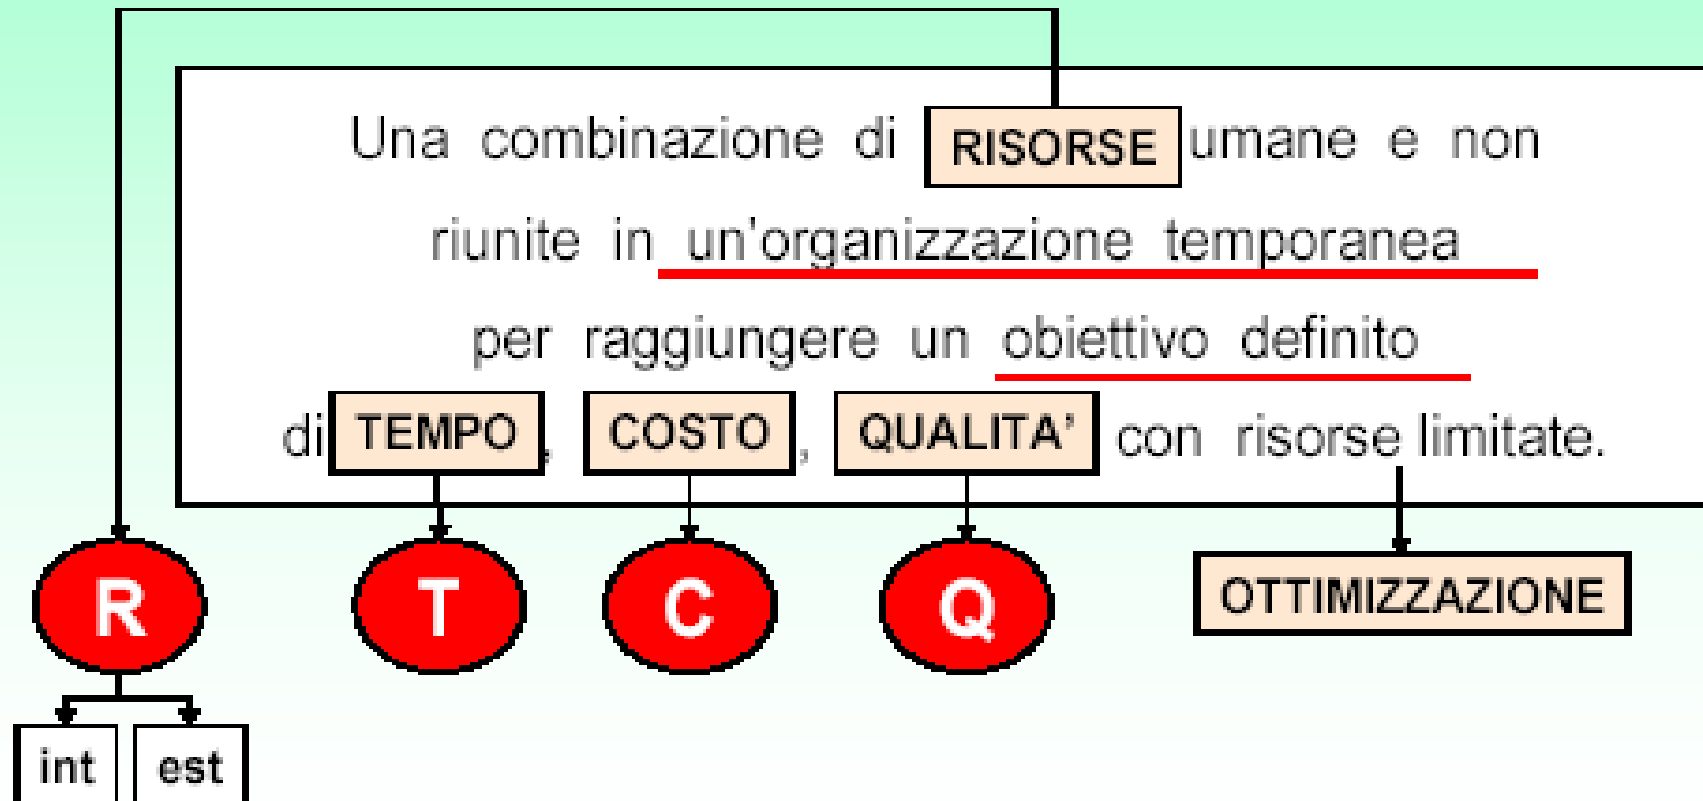 Una combinazione di RISORSE umane e non
riunite in un'organizzazione temporanea
per raggiungere un obiettivo definito
di TEMPO, COSTO, QUALITA' con risorse limitate.
R T C Q OTTIMIZZAZIONE
int est